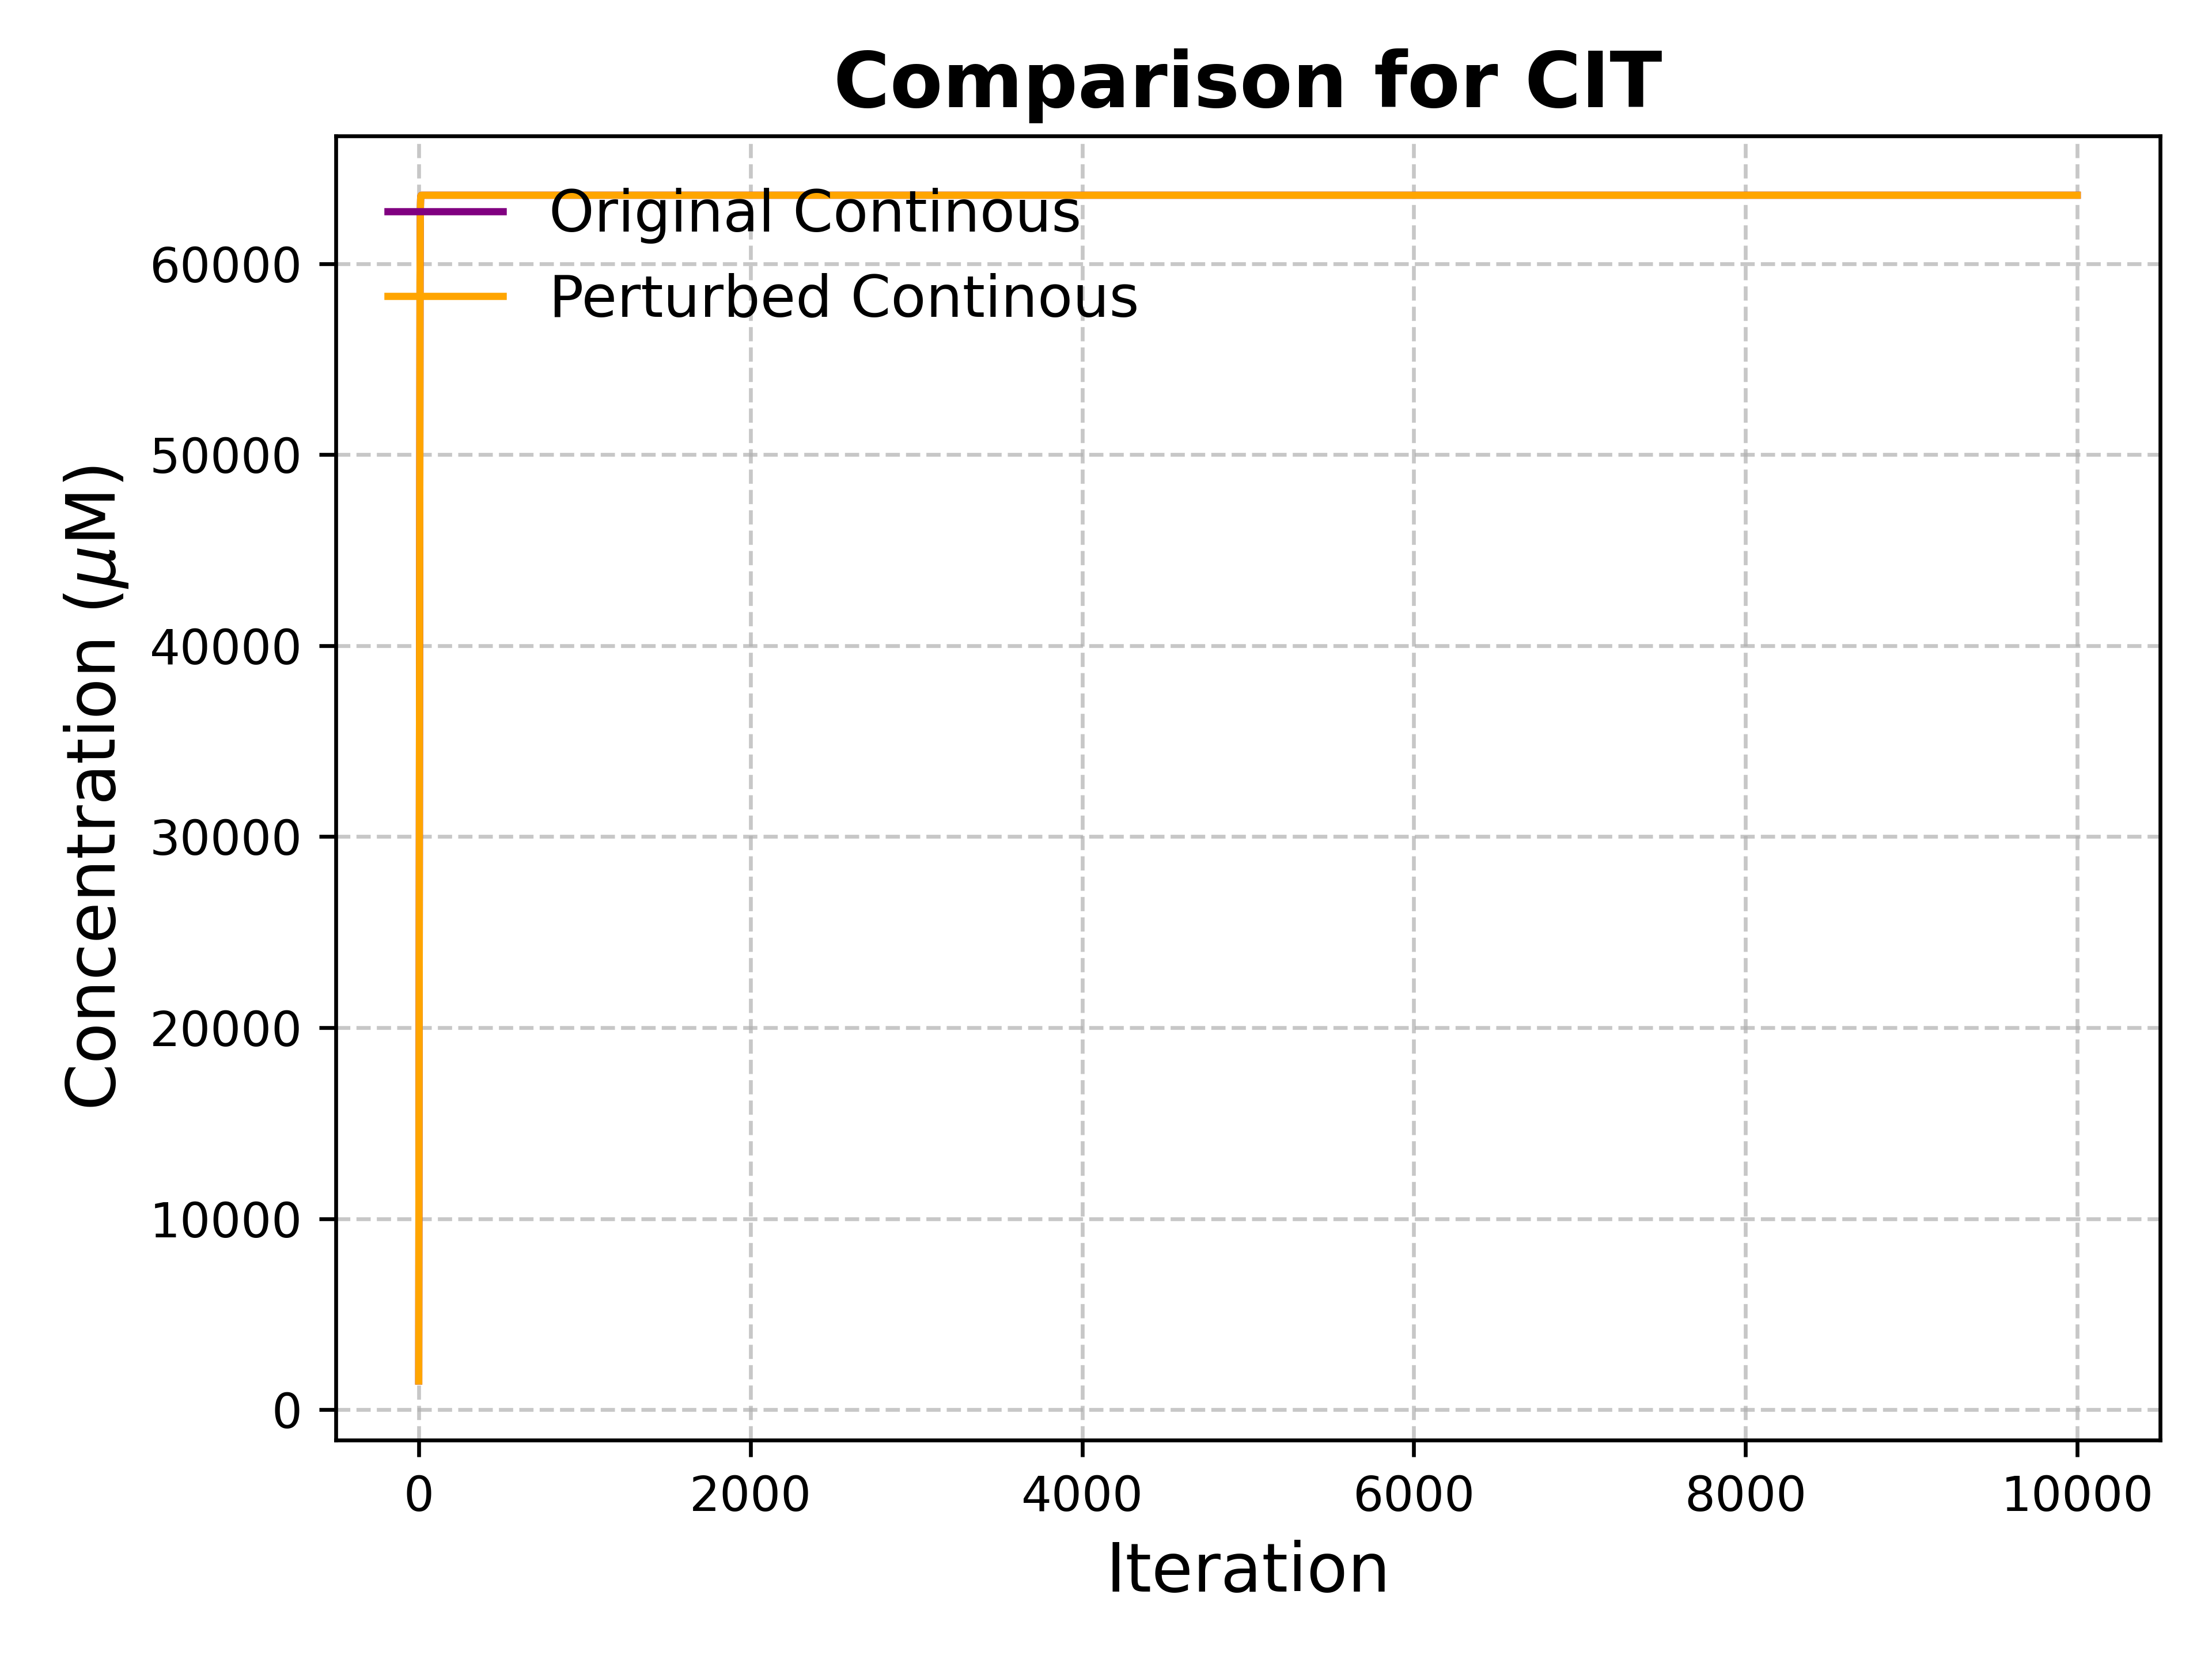 Comparison for CIT
Original Continous
Perturbed Continous
60000
50000
40000
30000
20000
10000
0
Concentration (μM)
0 2000 4000 6000 8000 10000
Iteration